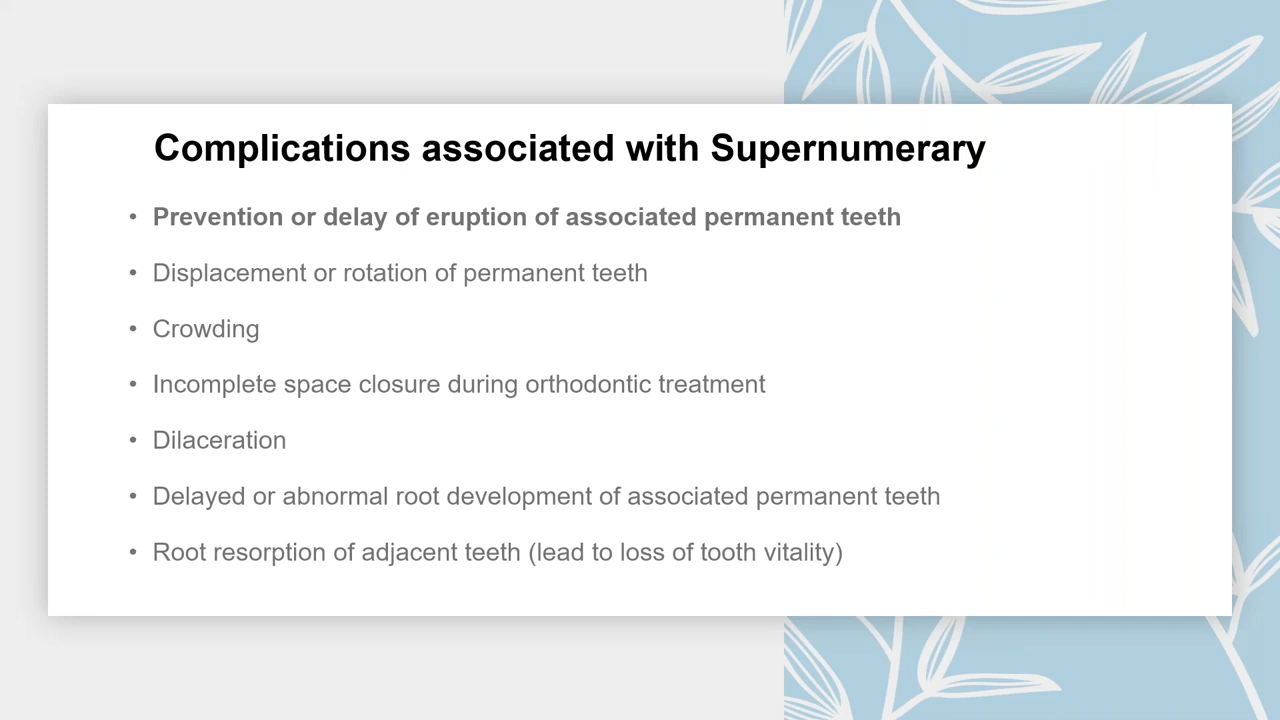 Complications associated with Supernumerary
• Prevention or delay of eruption of associated permanent teeth
• Displacement or rotation of permanent teeth
• Crowding
• Incomplete space closure during orthodontic treatment
• Dilaceration
• Delayed or abnormal root development of associated permanent teeth
• Root resorption of adjacent teeth (lead to loss of tooth vitality)